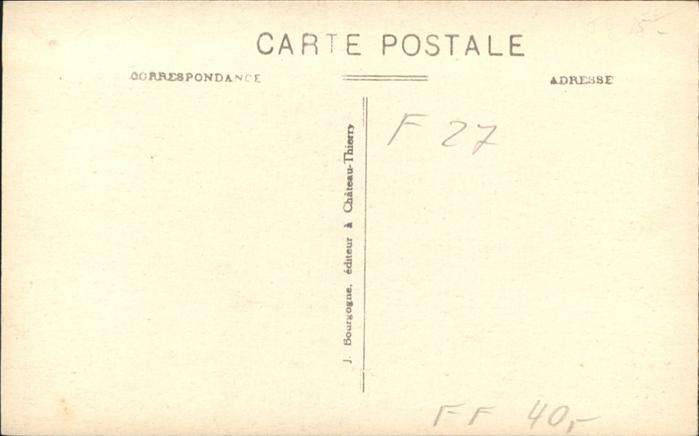 CARTE POSTALE
CORRESPONDANCE
ADRESSE
J. Bourgogne, éditeur à Château-Thierry
F 27
FF 40,-